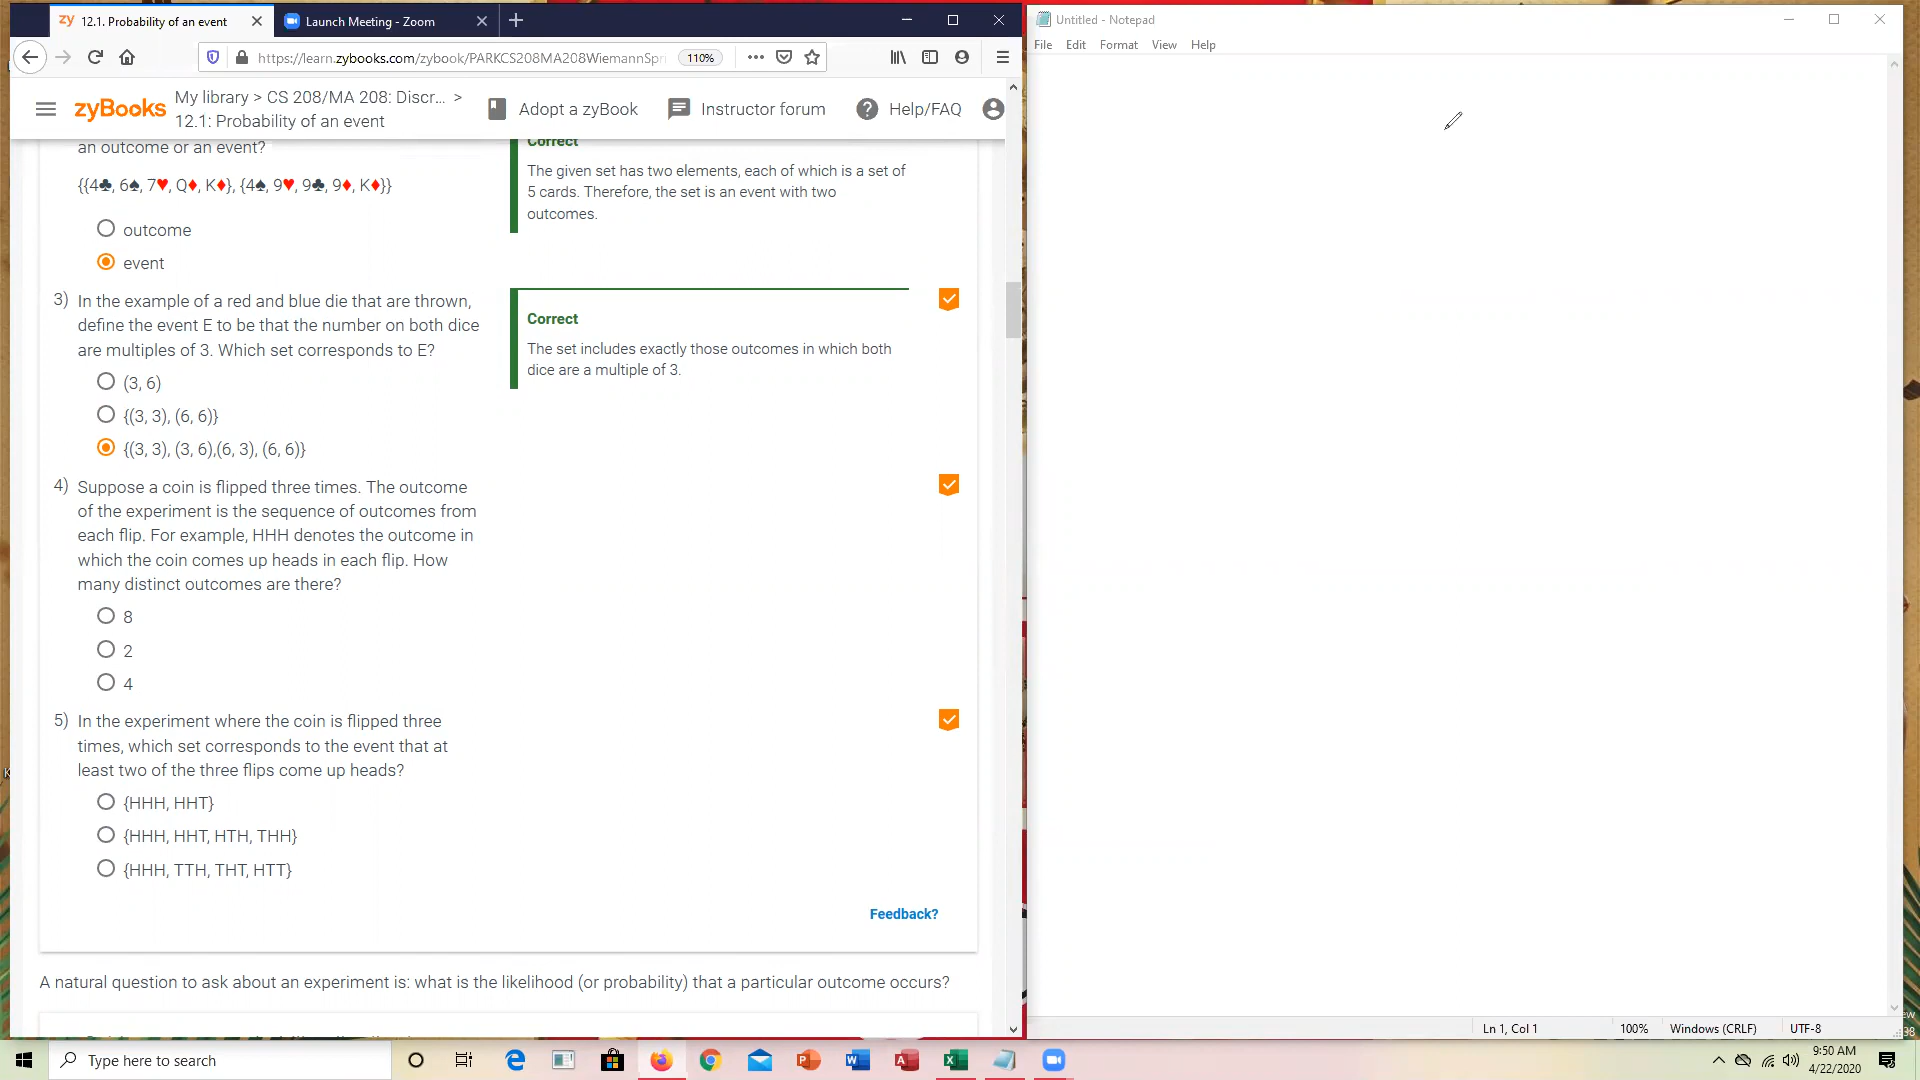 12.1. Probability of an event
Launch Meeting - Zoom
https://learn.zybooks.com/zybook/PARKCS208MA208WiemannSpr
110%
zyBooks
My library > CS 208/MA 208: Discr... >
12.1: Probability of an event
Adopt a zyBook
Instructor forum
Help/FAQ
an outcome or an event?
{{4♣, 6♠, 7♥, Q♦, K♦}, {4♠, 9♥, 9♣, 9♦, K♦}}
outcome
event
Correct
The given set has two elements, each of which is a set of
5 cards. Therefore, the set is an event with two
outcomes.
3) In the example of a red and blue die that are thrown,
define the event E to be that the number on both dice
are multiples of 3. Which set corresponds to E?
(3, 6)
{(3, 3), (6, 6)}
{(3, 3), (3, 6),(6, 3), (6, 6)}
Correct
The set includes exactly those outcomes in which both
dice are a multiple of 3.
4) Suppose a coin is flipped three times. The outcome
of the experiment is the sequence of outcomes from
each flip. For example, HHH denotes the outcome in
which the coin comes up heads in each flip. How
many distinct outcomes are there?
8
2
4
5) In the experiment where the coin is flipped three
times, which set corresponds to the event that at
least two of the three flips come up heads?
{HHH, HHT}
{HHH, HHT, HTH, THH}
{HHH, TTH, THT, HTT}
Feedback?
A natural question to ask about an experiment is: what is the likelihood (or probability) that a particular outcome occurs?
Untitled - Notepad
File Edit Format View Help
Ln 1, Col 1
100%
Windows (CRLF)
UTF-8
Type here to search
9:50 AM
4/22/2020